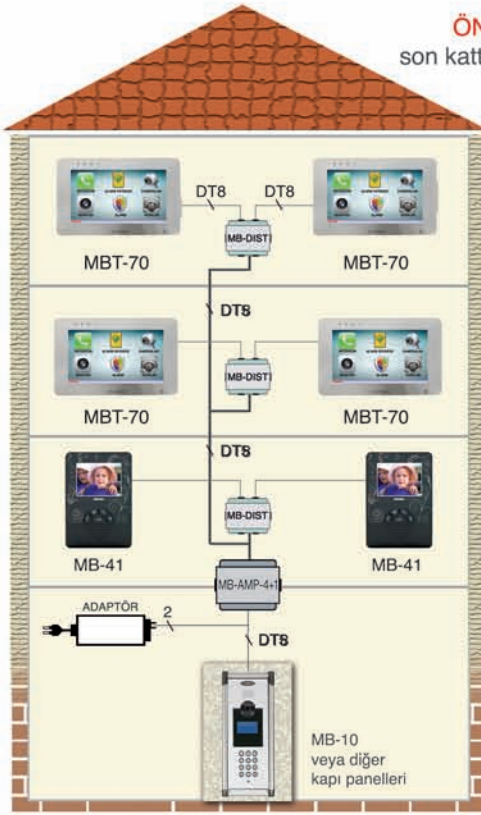 ÖN
son katt
DT8
DT8
MB-DIST
MBT-70
MBT-70
DT8
MB-DIST
MBT-70
MBT-70
DT8
MB-DIST
MB-41
MB-41
MB-AMP-4+1
ADAPTÖR
2
DT8
MB-10
veya diğer
kapı panelleri